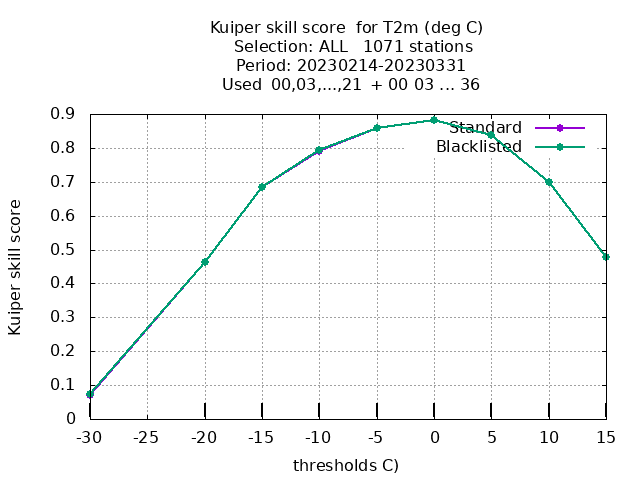 Kuiper skill score  for T2m (deg C)
Selection: ALL   1071 stations
Period: 20230214-20230331
Used  00,03,...,21  + 00 03 ... 36
Standard
Blacklisted
Kuiper skill score
0.9
0.8
0.7
0.6
0.5
0.4
0.3
0.2
0.1
0
-30 -25 -20 -15 -10 -5 0 5 10 15
thresholds C)